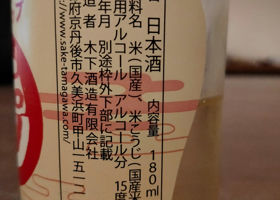 日本酒 内容量 180ml
料名 米(国産)、米こうじ(国産米
用アルコール アルコール分 15度
年月 別途枠外下部に記
造者 木下酒造有限会社
府京丹後市久美浜町甲山一五一
(http://www.sake-tamagawa.com)